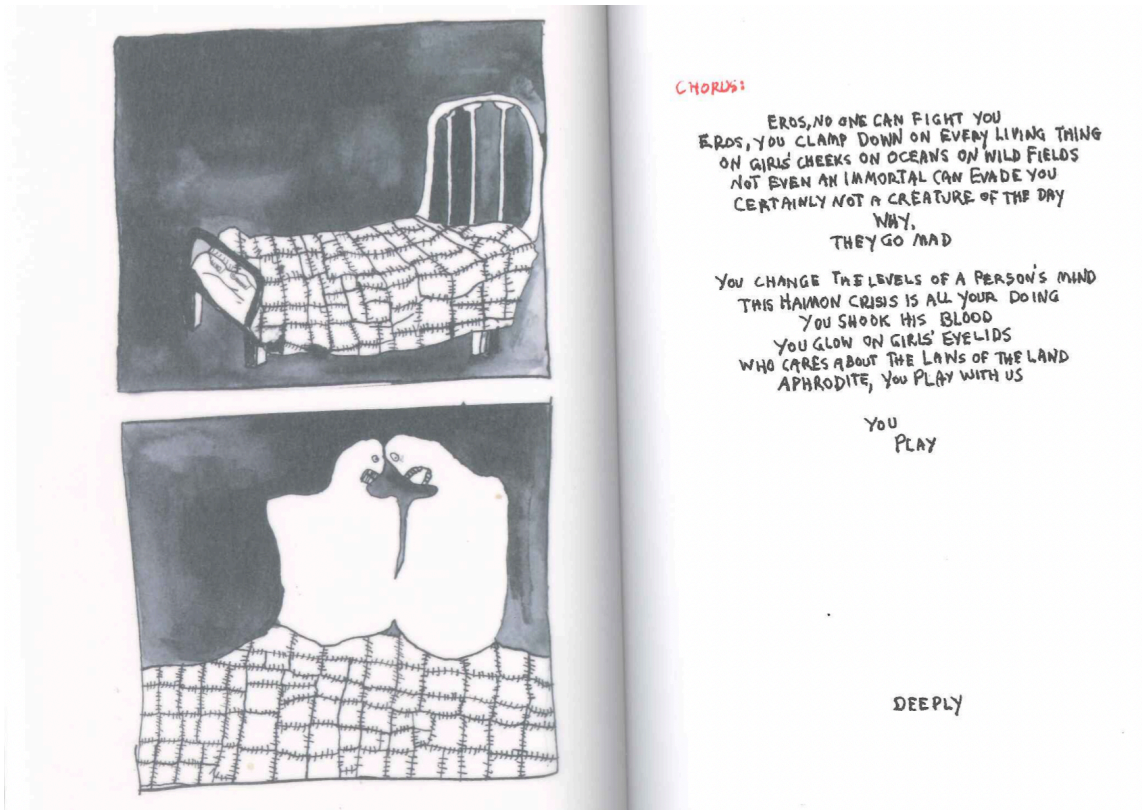 CHORUS:
EROS, NO ONE CAN FIGHT YOU
EROS, YOU CLAMP DOWN ON EVERY LIVING THING
ON GIRLS' CHEEKS ON OCEANS ON WILD FIELDS
NOT EVEN AN IMMORTAL CAN EVADE YOU
CERTAINLY NOT A CREATURE OF THE DAY
WHY,
THEY GO MAD
YOU CHANGE THE LEVELS OF A PERSON'S MIND
THIS HAIMON CRISIS IS ALL YOUR DOING
YOU SHOOK HIS BLOOD
YOU GLOW ON GIRLS' EYELIDS
WHO CARES ABOUT THE LAWS OF THE LAND
APHRODITE, YOU PLAY WITH US
YOU
PLAY
DEEPLY